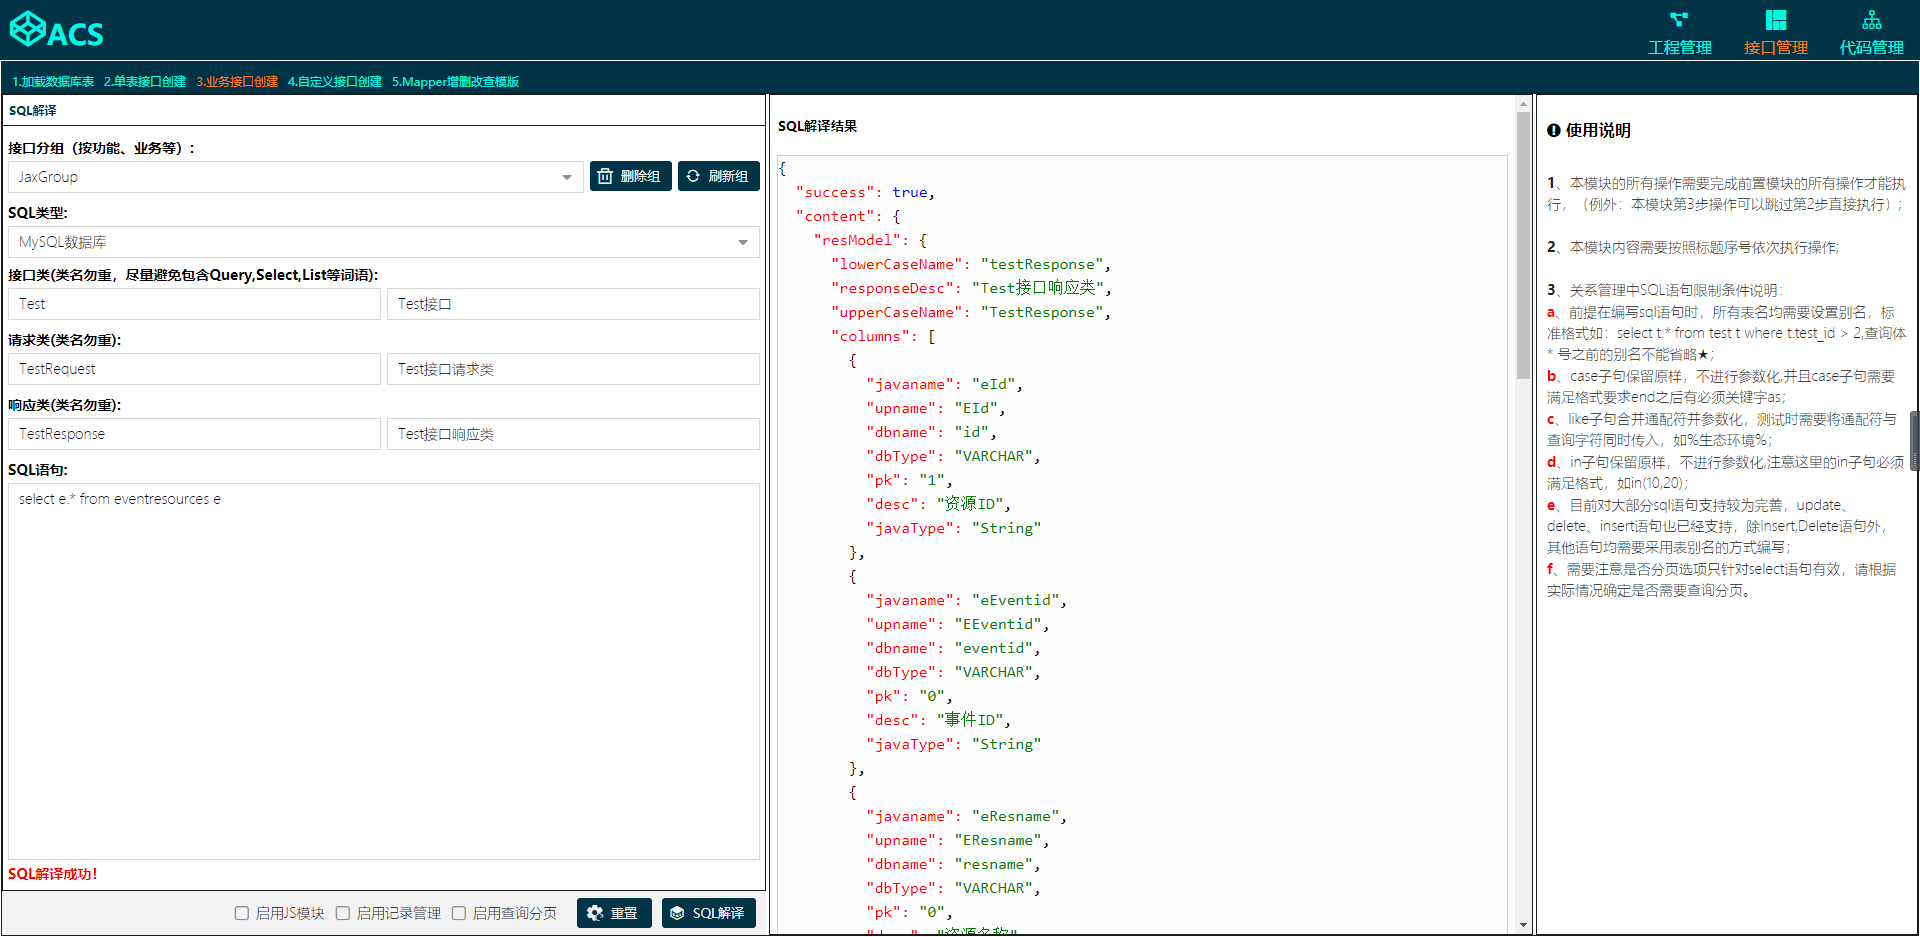 ACS
工程管理
接口管理
代码管理
1.加载数据库表 2.单表接口创建 3.业务接口创建 4.自定义接口创建 5.Mapper增删改查模版
SQL解译
接口分组（按功能、业务等）:
JaxGroup
删除组
刷新组
SQL类型:
MySQL数据库
接口类(类名勿重，尽量避免包含Query,Select,List等词语):
Test
Test接口
请求类(类名勿重):
TestRequest
Test接口请求类
响应类(类名勿重):
TestResponse
Test接口响应类
SQL语句:
select e.* from eventresources e
SQL解译成功!
启用JS模块
启用记录管理
启用查询分页
重置
SQL解译
SQL解译结果
{
"success": true,
"content": {
"resModel": {
"lowerCaseName": "testResponse",
"responseDesc": "Test接口响应类",
"upperCaseName": "TestResponse",
"columns": [
{
"javaname": "eId",
"upname": "EId",
"dbname": "id",
"dbType": "VARCHAR",
"pk": "1",
"desc": "资源ID",
"javaType": "String"
},
{
"javaname": "eEventid",
"upname": "EEventid",
"dbname": "eventid",
"dbType": "VARCHAR",
"pk": "0",
"desc": "事件ID",
"javaType": "String"
},
{
"javaname": "eResname",
"upname": "EResname",
"dbname": "resname",
"dbType": "VARCHAR",
"pk": "0",
"desc": "资源名称"
使用说明
1、本模块的所有操作需要完成前置模块的所有操作才能执
行，（例外：本模块第3步操作可以跳过第2步直接执行）;
2、本模块内容需要按照标题序号依次执行操作;
3、关系管理中SQL语句限制条件说明:
a、前提在编写sql语句时，所有表名均需要设置别名，标
准格式如：select t.* from test t where t.test_id > 2,查询体
* 号之前的别名不能省略★;
b、case子句保留原样，不进行参数化,并且case子句需要
满足格式要求end之后有必须关键字as;
c、like子句合并通配符并参数化，测试时需要将通配符与
查询字符同时传入，如%生态环境%;
d、in子句保留原样，不进行参数化,注意这里的in子句必须
满足格式，如in(10,20);
e、目前对大部分sql语句支持较为完善，update、
delete、insert语句也已经支持，除Insert,Delete语句外，
其他语句均需要采用表别名的方式编写;
f、需要注意是否分页选项只针对select语句有效，请根据
实际情况确定是否需要查询分页。